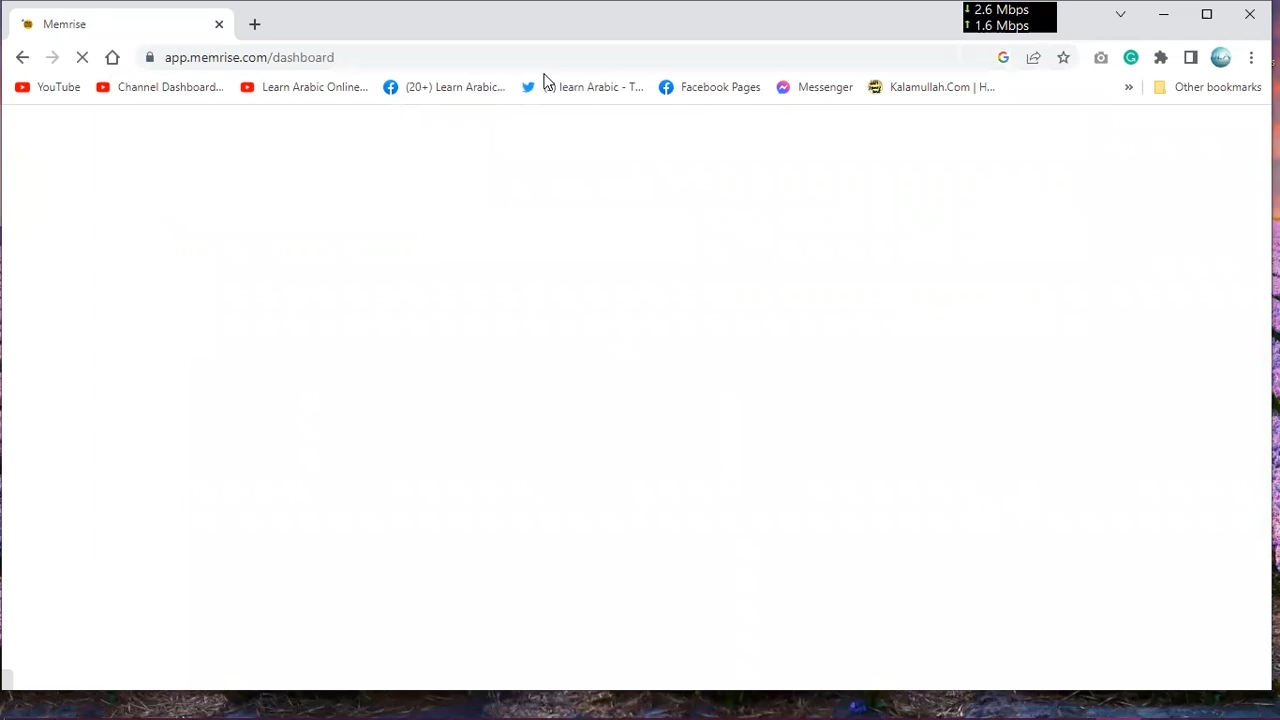 Memrise
2.6 Mbps
1.6 Mbps
app.memrise.com/dashboard
YouTube
Channel Dashboard...
Learn Arabic Online...
(20+) Learn Arabic...
learn Arabic - T...
Facebook Pages
Messenger
Kalamullah.Com | H...
»
Other bookmarks